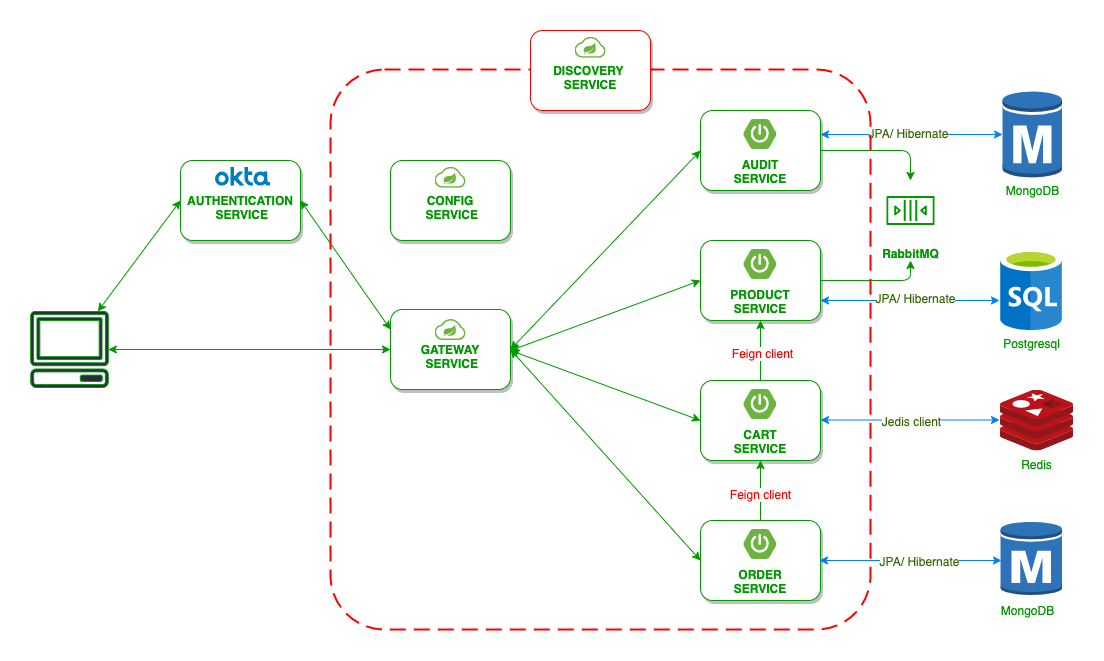 DISCOVERY
SERVICE
okta
AUTHENTICATION
SERVICE
CONFIG
SERVICE
GATEWAY
SERVICE
AUDIT
SERVICE
JPA/ Hibernate
M
MongoDB
RabbitMQ
PRODUCT
SERVICE
JPA/ Hibernate
SQL
Postgresql
Feign client
CART
SERVICE
Jedis client
Redis
Feign client
ORDER
SERVICE
JPA/ Hibernate
M
MongoDB